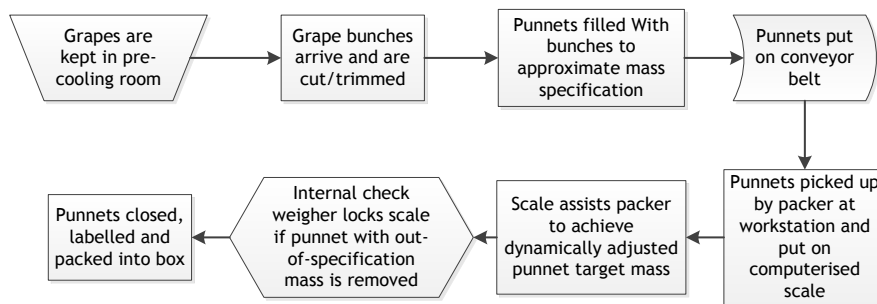 Grapes are
kept in pre-
cooling room
Grape bunches
arrive and are
cut/trimmed
Punnets filled With
bunches to
approximate mass
specification
Punnets put
on conveyor
belt
Punnets picked up
by packer at
workstation and
put on
computerised
scale
Scale assists packer
to achieve
dynamically adjusted
punnet target mass
Internal check
weigher locks scale
if punnet with out-
of-specification
mass is removed
Punnets closed,
labelled and
packed into box